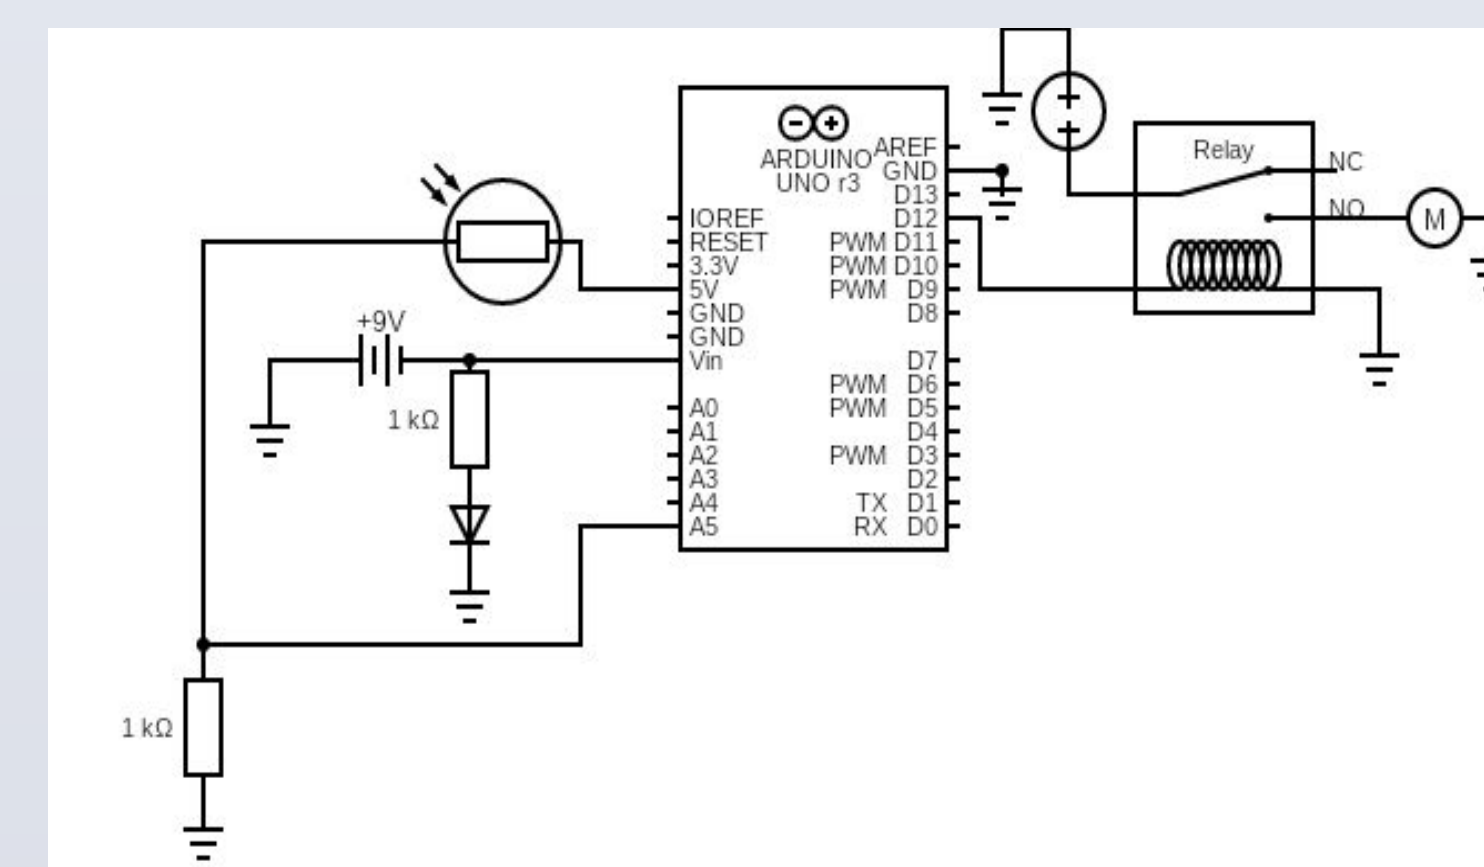 ARDUINO
UNO r3
AREF
GND
D13
D12
PWM D11
PWM D10
PWM D9
D8
D7
PWM D6
PWM D5
D4
PWM D3
D2
TX D1
RX D0
IOREF
RESET
3.3V
5V
GND
GND
Vin
A0
A1
A2
A3
A4
A5
+9V
1 kΩ
1 kΩ
Relay
NC
NO
M